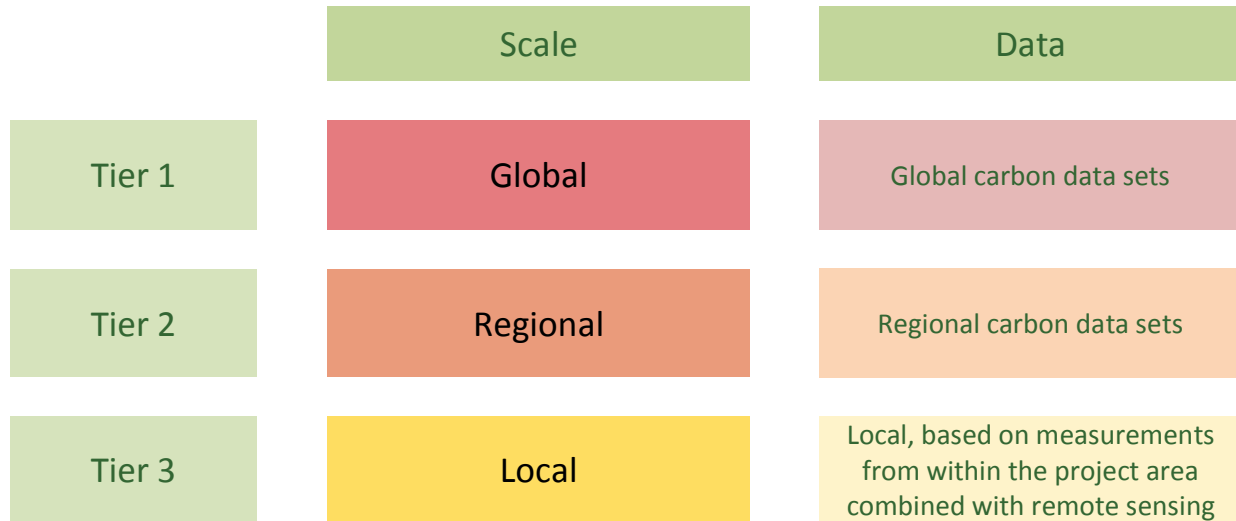 Scale
Data
Tier 1
Global
Global carbon data sets
Tier 2
Regional
Regional carbon data sets
Tier 3
Local
Local, based on measurements
from within the project area
combined with remote sensing